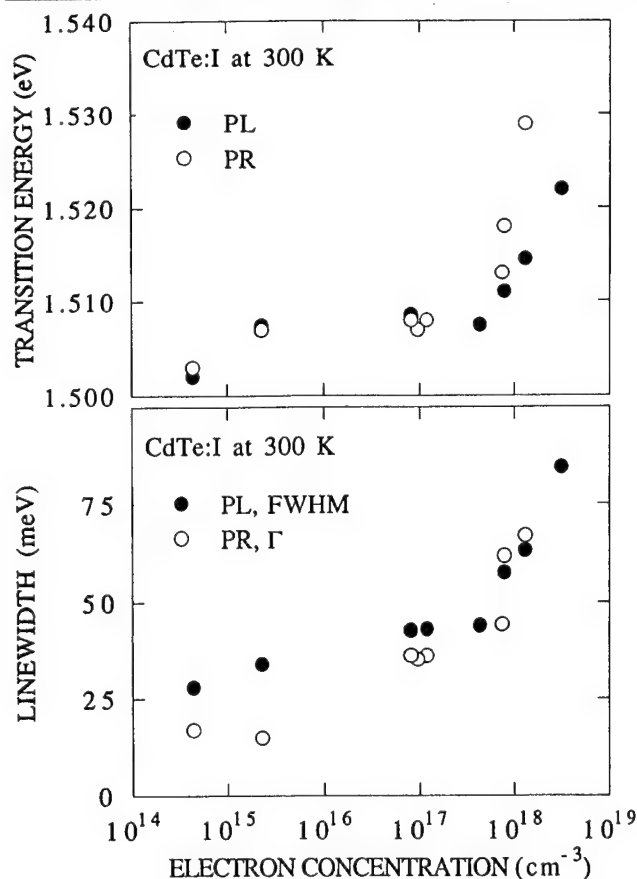 1.540
CdTe:I at 300 K
1.530
PL
PR
1.520
1.510
1.500
TRANSITION ENERGY (eV)
CdTe:I at 300 K
75
PL, FWHM
PR, Γ
50
25
0
LINEWIDTH (meV)
10^14 10^15 10^16 10^17 10^18 10^19
ELECTRON CONCENTRATION (cm^-3)